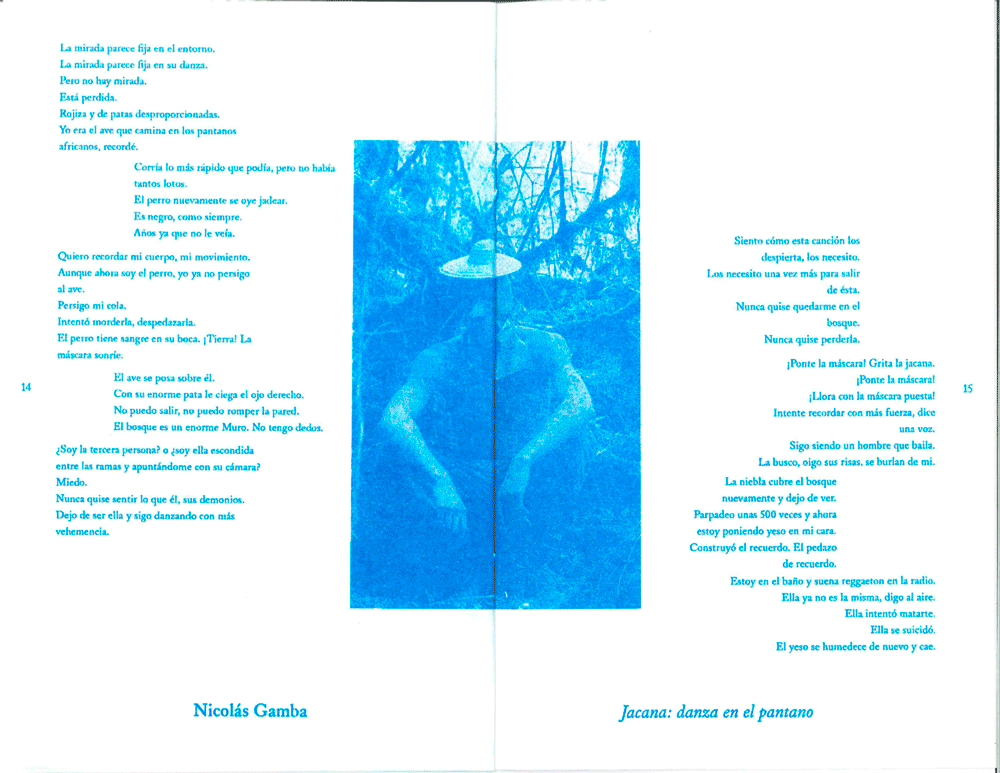 La mirada parece fija en el entorno.
La mirada parece fija en su danza.
Pero no hay mirada.
Está perdida.
Rojiza y de patas desproporcionadas.
Yo era el ave que camina en los pantanos
africanos, recordé.
Corría lo más rápido que podía, pero no había
tantos lotos.
El perro nuevamente se oye jadear.
Es negro, como siempre.
Años ya que no le veía.
Quiero recordar mi cuerpo, mi movimiento.
Aunque ahora soy el perro, yo ya no persigo
al ave.
Persigo mi cola.
Intentó morderla, despedazarla.
El perro tiene sangre en su boca. ¡Tierra! La
máscara sonríe.
El ave se posa sobre él.
Con su enorme pata le ciega el ojo derecho.
No puedo salir, no puedo romper la pared.
El bosque es un enorme Muro. No tengo dedos.
¿Soy la tercera persona? o ¿soy ella escondida
entre las ramas y apuntándome con su cámara?
Miedo.
Nunca quise sentir lo que él, sus demonios.
Dejo de ser ella y sigo danzando con más
vehemencia.
14
Nicolás Gamba
Siento cómo esta canción los
despierta, los necesito.
Los necesito una vez más para salir
de ésta.
Nunca quise quedarme en el
bosque.
Nunca quise perderla.
¡Ponte la máscara! Grita la jacana.
¡Ponte la máscara!
¡Llora con la máscara puesta!
Intente recordar con más fuerza, dice
una voz.
Sigo siendo un hombre que baila.
La busco, oigo sus risas, se burlan de mi.
La niebla cubre el bosque
nuevamente y dejo de ver.
Parpadeo unas 500 veces y ahora
estoy poniendo yeso en mi cara.
Construyó el recuerdo. El pedazo
de recuerdo.
Estoy en el baño y suena reggaeton en la radio.
Ella ya no es la misma, digo al aire.
Ella intentó matarte.
Ella se suicidó.
El yeso se humedece de nuevo y cae.
15
Jacana: danza en el pantano